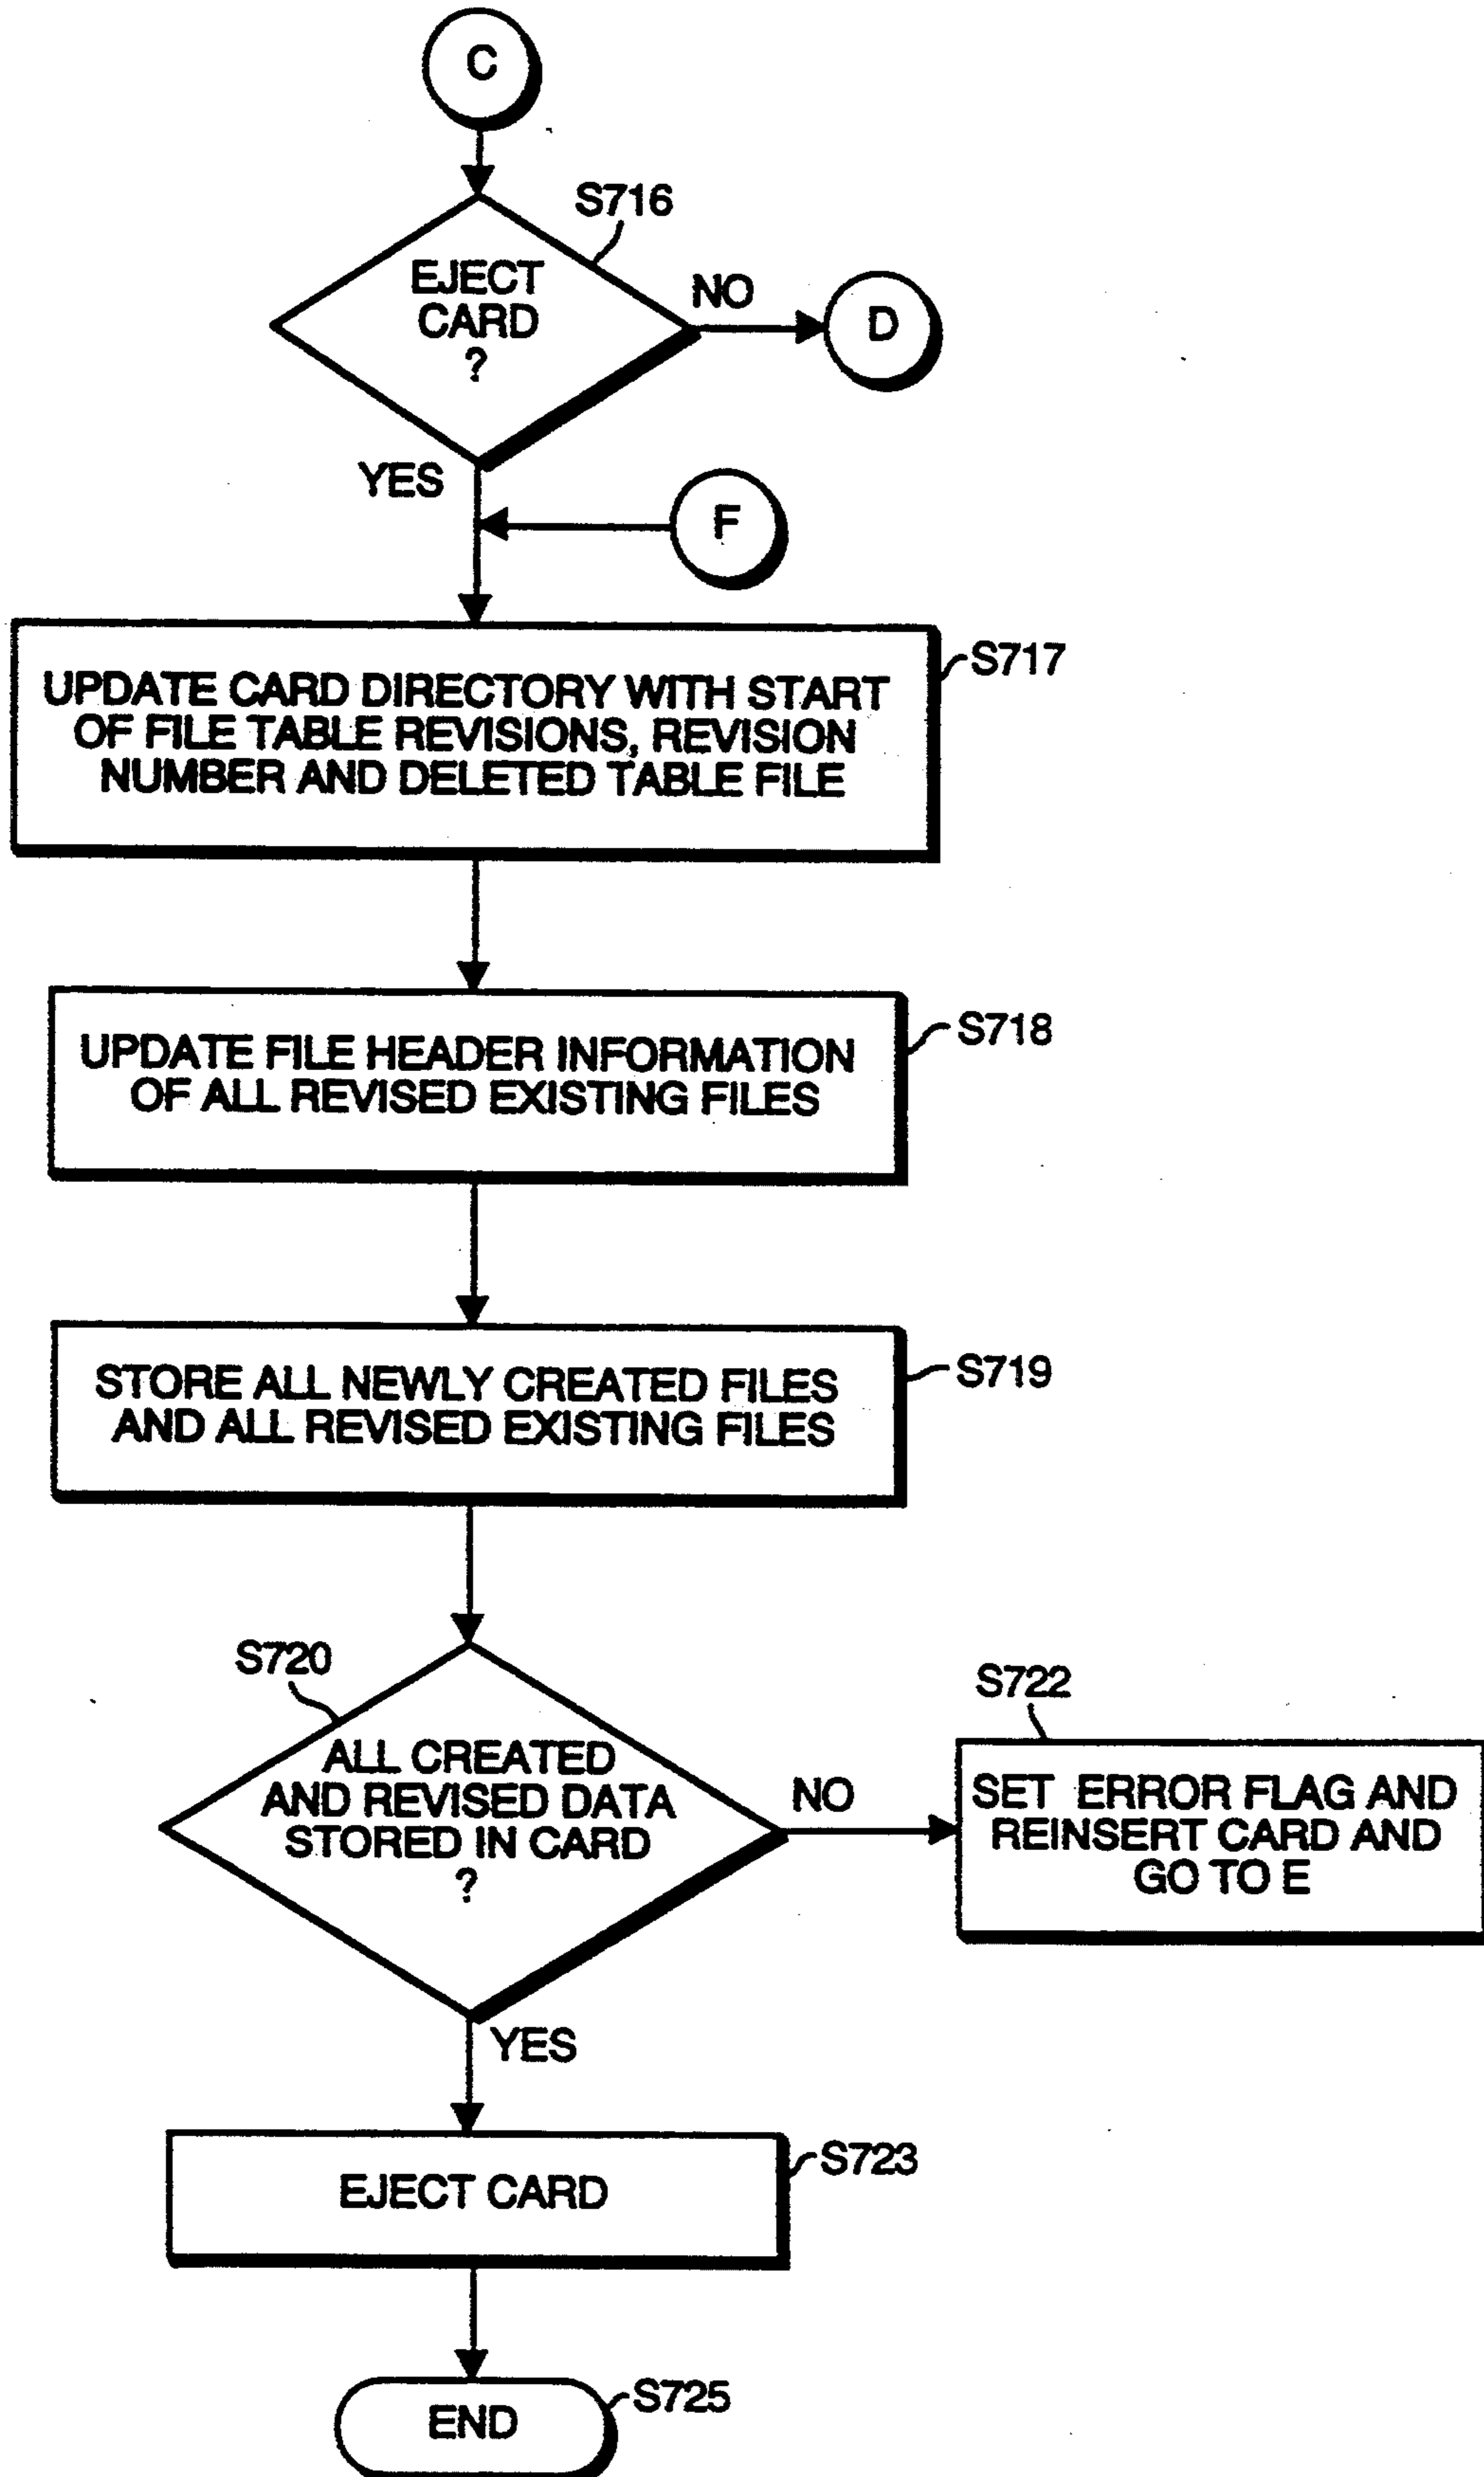 C
S716
EJECT
CARD
?
NO
D
YES
F
S717
UPDATE CARD DIRECTORY WITH START
OF FILE TABLE REVISIONS, REVISION
NUMBER AND DELETED TABLE FILE
S718
UPDATE FILE HEADER INFORMATION
OF ALL REVISED EXISTING FILES
S719
STORE ALL NEWLY CREATED FILES
AND ALL REVISED EXISTING FILES
S720
ALL CREATED
AND REVISED DATA
STORED IN CARD
?
NO
S722
SET ERROR FLAG AND
REINSERT CARD AND
GO TO E
YES
S723
EJECT CARD
S725
END